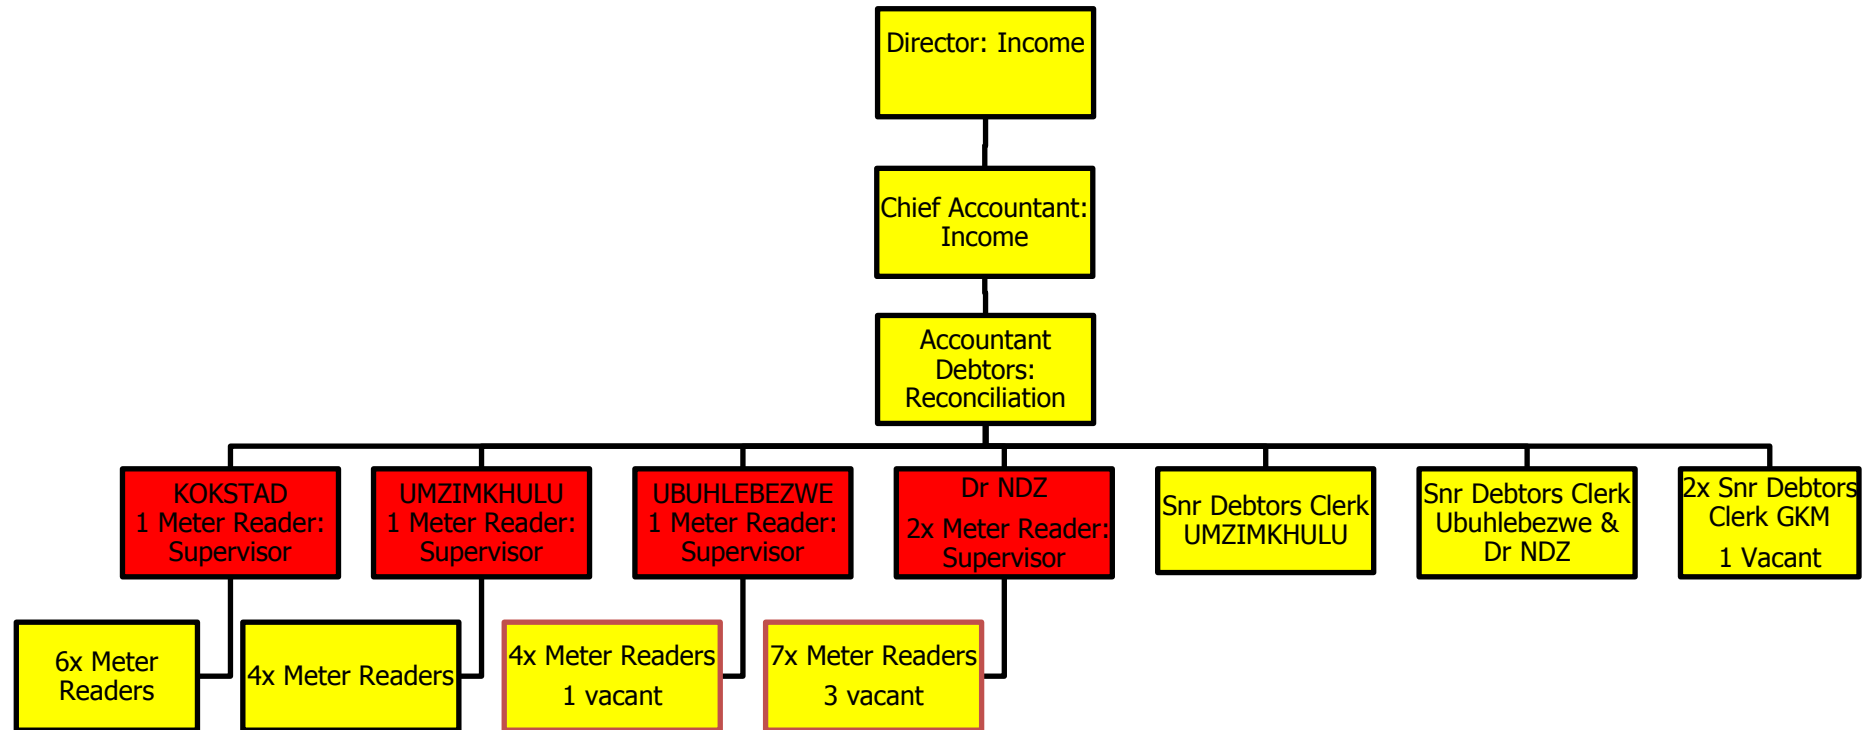 Director: Income
Chief Accountant:
Income
Accountant
Debtors:
Reconciliation
KOKSTAD
1 Meter Reader:
Supervisor
UMZIMKHULU
1 Meter Reader:
Supervisor
UBUHLEBEZWE
1 Meter Reader:
Supervisor
Dr NDZ
2x Meter Reader:
Supervisor
Snr Debtors Clerk
UMZIMKHULU
Snr Debtors Clerk
Ubuhlebezwe &
Dr NDZ
2x Snr Debtors
Clerk GKM
1 Vacant
6x Meter
Readers
4x Meter Readers
4x Meter Readers
1 vacant
7x Meter Readers
3 vacant